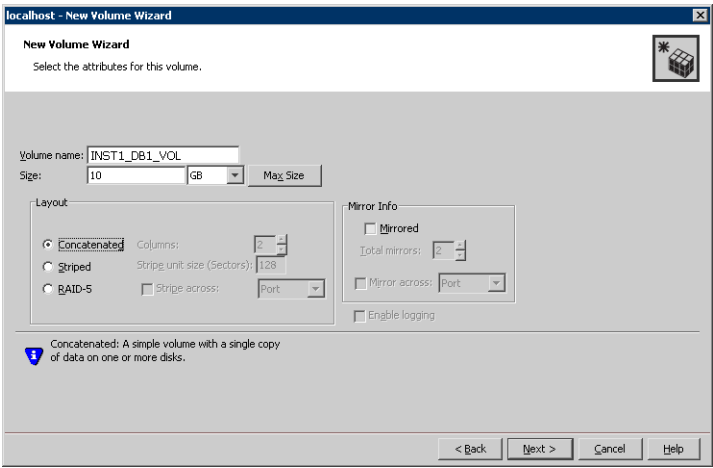 localhost - New Volume Wizard
New Volume Wizard
Select the attributes for this volume.
Volume name: INST1_DB1_VOL
Size: 10 GB Max Size
Layout
Concatenated Columns: 2
Striped Stripe unit size (Sectors): 128
RAID-5 Stripe across: Port
Mirror Info
Mirrored
Total mirrors: 2
Mirror across: Port
Enable logging
Concatenated: A simple volume with a single copy
of data on one or more disks.
< Back Next > Cancel Help